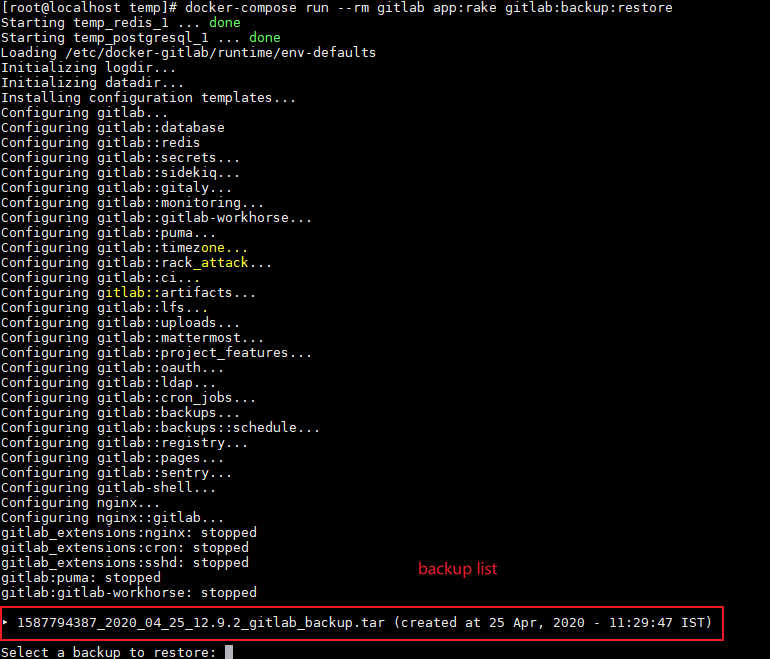 [root@localhost temp]# docker-compose run --rm gitlab app:rake gitlab:backup:restore
Starting temp_redis_1 ... done
Starting temp_postgresql_1 ... done
Loading /etc/docker-gitlab/runtime/env-defaults
Initializing logdir...
Initializing datadir...
Installing configuration templates...
Configuring gitlab...
Configuring gitlab::database
Configuring gitlab::redis
Configuring gitlab::secrets...
Configuring gitlab::sidekiq...
Configuring gitlab::gitaly...
Configuring gitlab::monitoring...
Configuring gitlab::gitlab-workhorse...
Configuring gitlab::puma...
Configuring gitlab::timezone...
Configuring gitlab::rack_attack...
Configuring gitlab::ci...
Configuring gitlab::artifacts...
Configuring gitlab::lfs...
Configuring gitlab::uploads...
Configuring gitlab::mattermost...
Configuring gitlab::project_features...
Configuring gitlab::oauth...
Configuring gitlab::ldap...
Configuring gitlab::cron_jobs...
Configuring gitlab::backups...
Configuring gitlab::backups::schedule...
Configuring gitlab::registry...
Configuring gitlab::pages...
Configuring gitlab::sentry...
Configuring gitlab-shell...
Configuring nginx...
Configuring nginx::gitlab...
gitlab_extensions:nginx: stopped
gitlab_extensions:cron: stopped
gitlab_extensions:sshd: stopped
backup list
gitlab:puma: stopped
gitlab:gitlab-workhorse: stopped
‣ 1587794387_2020_04_25_12.9.2_gitlab_backup.tar (created at 25 Apr, 2020 - 11:29:47 IST)
Select a backup to restore: